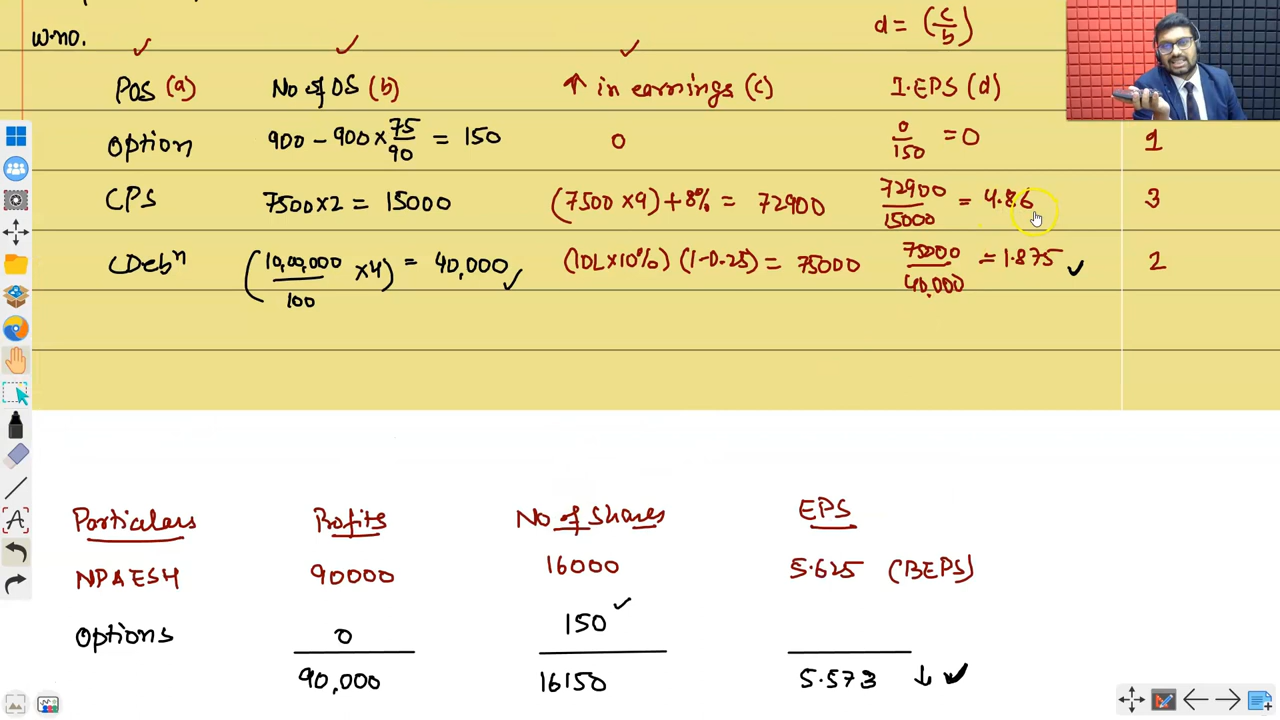 d = (c/b)
w.no.
POS (a) No of OS (b) ↑ in earnings (c) I.EPS (d)
Option 900 - 900 × 75/90 = 150 0 0/150 = 0 1
CPS 7500 × 2 = 15000 (7500 × 9) + 8% = 72900 72900/15000 = 4.86 3
CDebⁿ (10,00,000/100 × 4) = 40,000 (10L × 10%) (1-0.25) = 75000 75000/40,000 = 1.875 2
Particulars Profits No of Shares EPS
NPAESH 90000 16000 5.625 (BEPS)
Options 0 150
90,000 16150 5.573 ↓